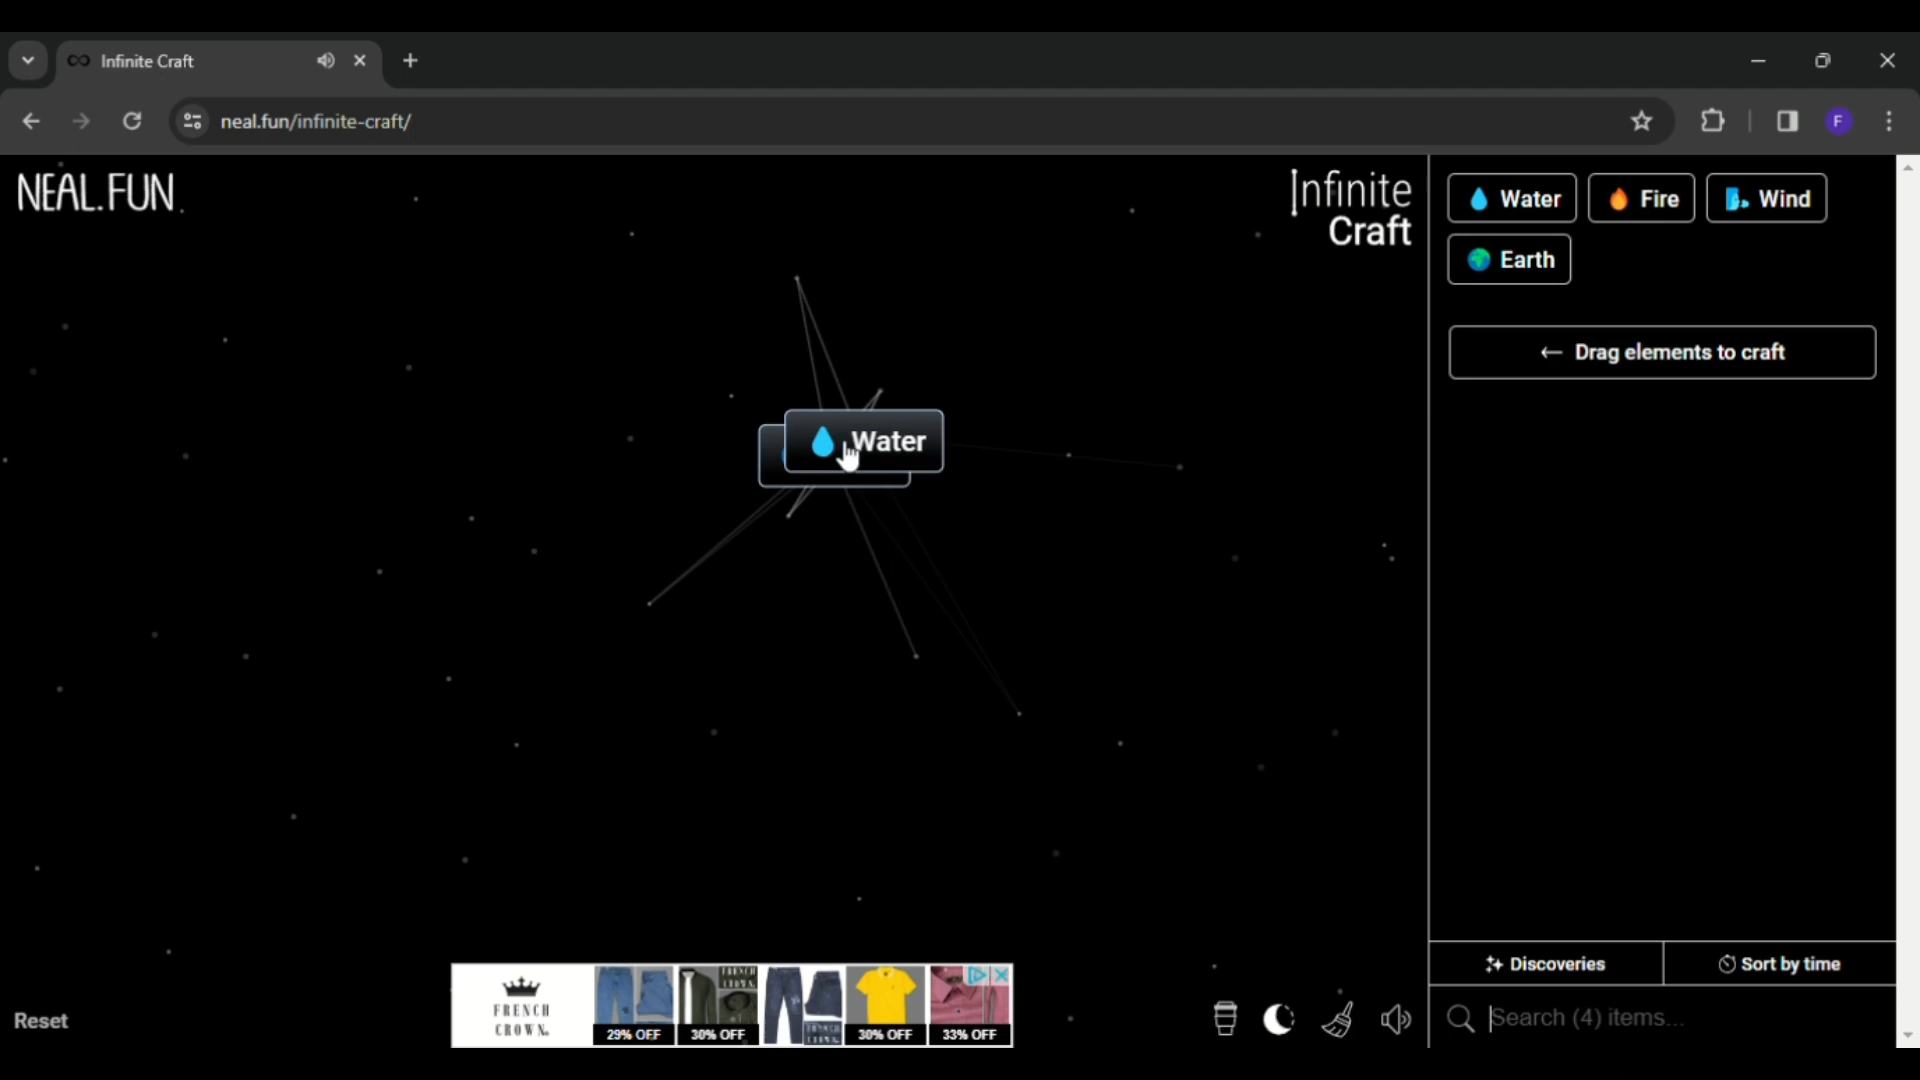 Infinite Craft
neal.fun/infinite-craft/
F
NEAL.FUN
Infinite
Craft
Water
Fire
Wind
Earth
← Drag elements to craft
Water
Discoveries
Sort by time
Reset
FRENCH
CROWN
29% OFF
30% OFF
30% OFF
33% OFF
Search (4) items...